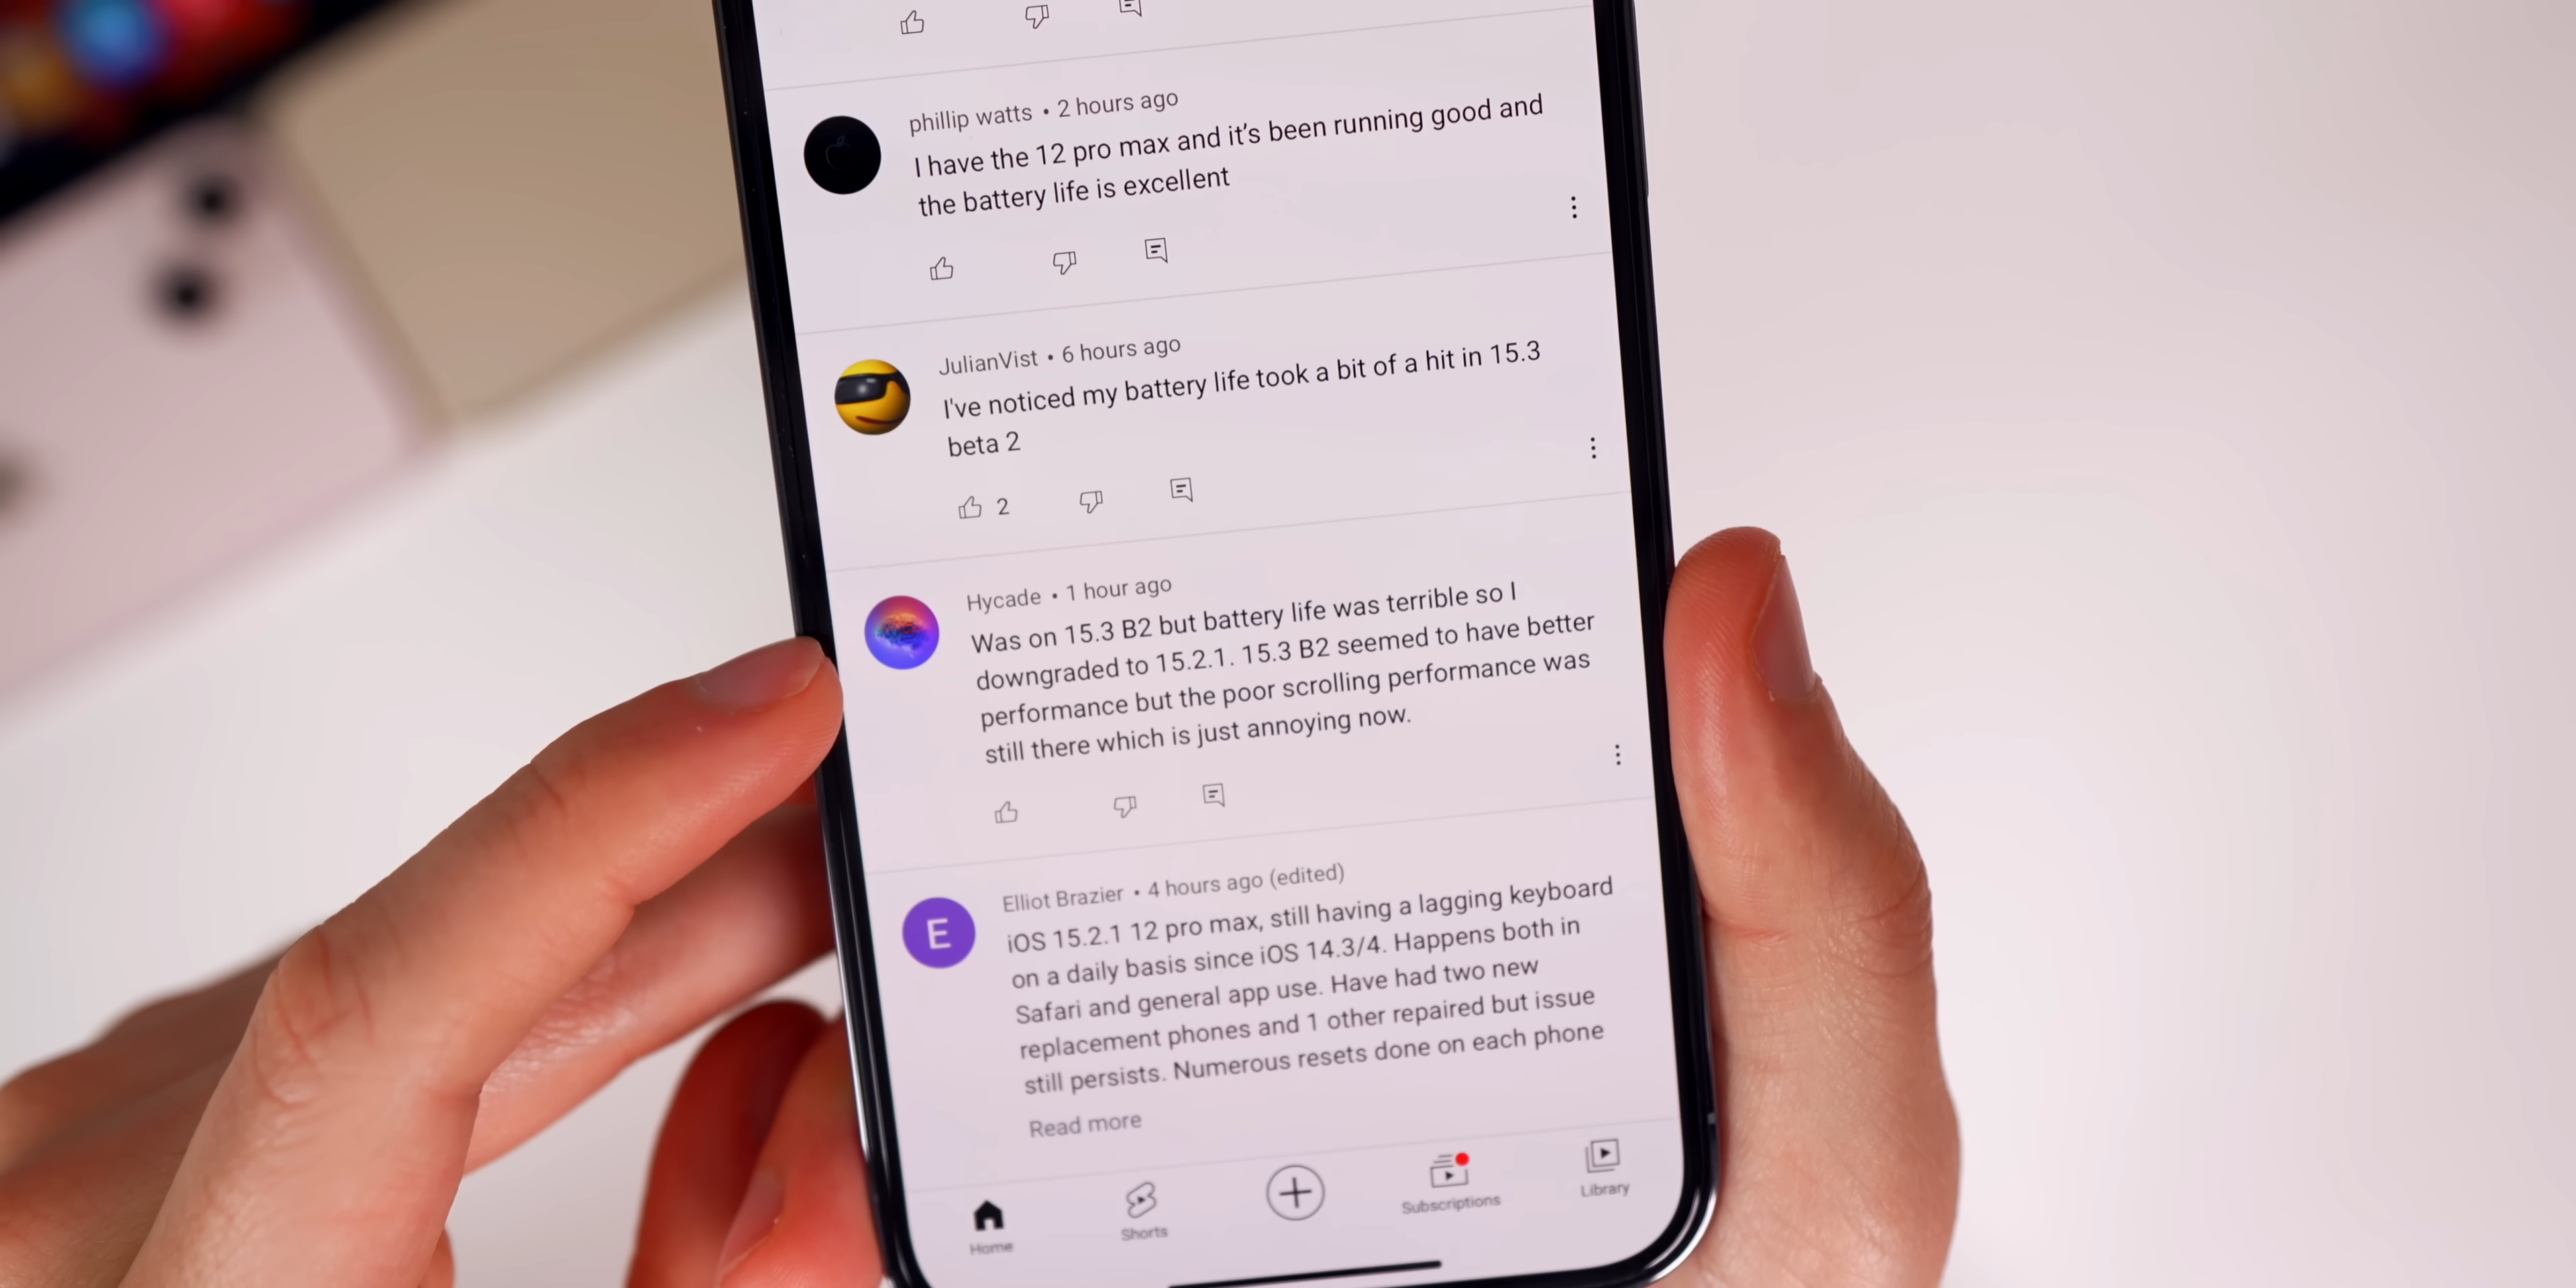 phillip watts • 2 hours ago
I have the 12 pro max and it's been running good and
the battery life is excellent
JulianVist • 6 hours ago
I've noticed my battery life took a bit of a hit in 15.3
beta 2
2
Hycade • 1 hour ago
Was on 15.3 B2 but battery life was terrible so I
downgraded to 15.2.1. 15.3 B2 seemed to have better
performance but the poor scrolling performance was
still there which is just annoying now.
E
Elliot Brazier • 4 hours ago (edited)
iOS 15.2.1 12 pro max, still having a lagging keyboard
on a daily basis since iOS 14.3/4. Happens both in
Safari and general app use. Have had two new
replacement phones and 1 other repaired but issue
still persists. Numerous resets done on each phone
Read more
Home
Shorts
Subscriptions
Library